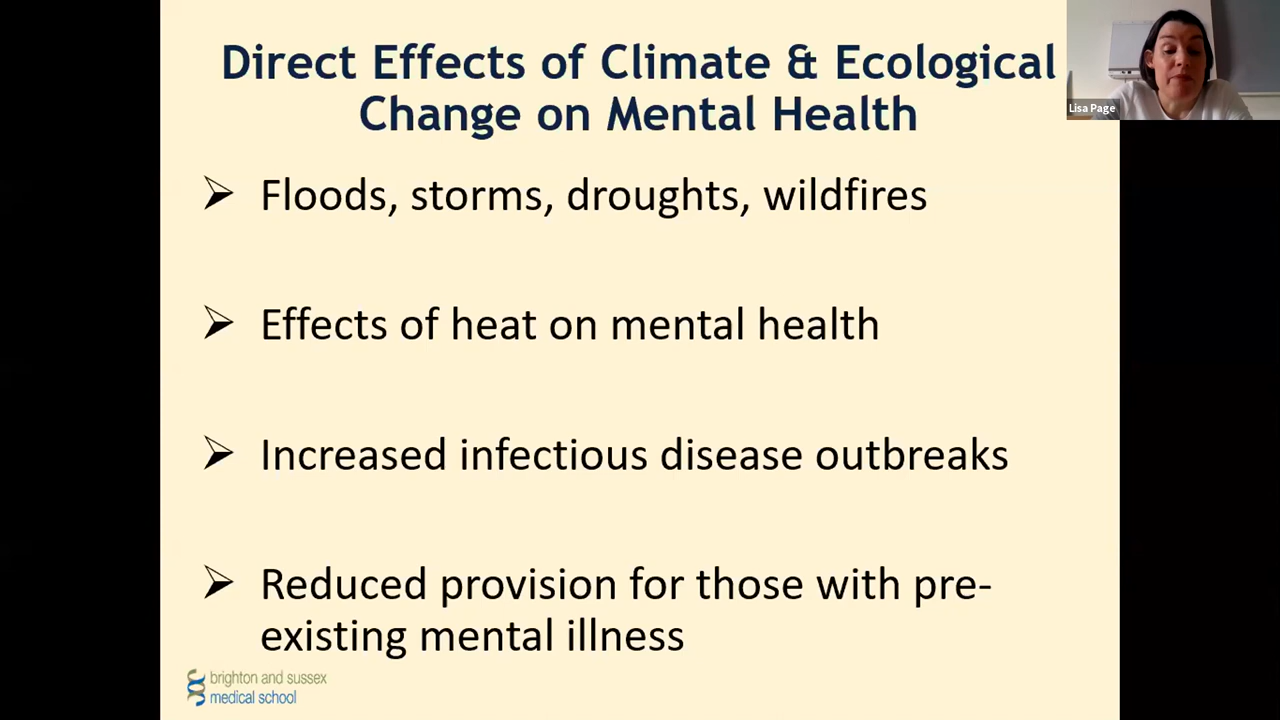 Direct Effects of Climate & Ecological
Change on Mental Health
Lisa Page
Floods, storms, droughts, wildfires
Effects of heat on mental health
Increased infectious disease outbreaks
Reduced provision for those with pre-
existing mental illness
brighton and sussex
medical school